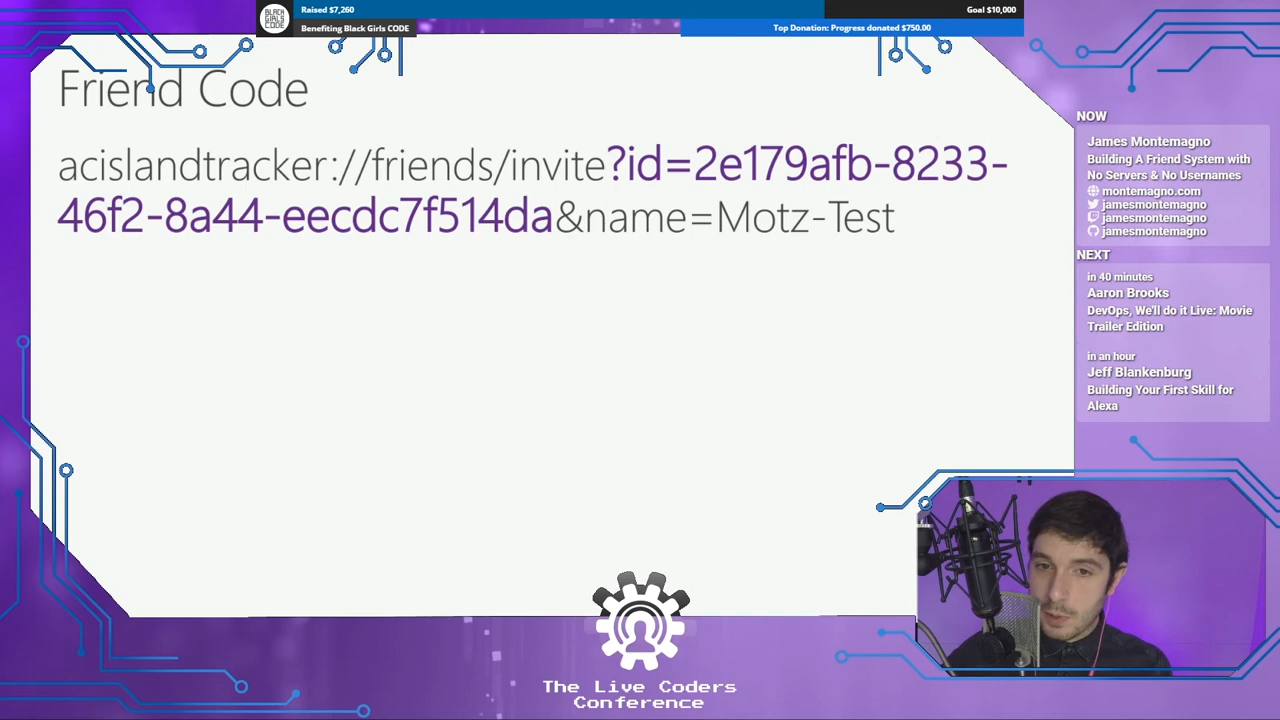 BLACK
GIRLS
CODE
Raised $7,260
Goal $10,000
Benefiting Black Girls CODE
Top Donation: Progress donated $750.00
Friend Code
acislandtracker://friends/invite?id=2e179afb-8233-
46f2-8a44-eecdc7f514da&name=Motz-Test
NOW
James Montemagno
Building A Friend System with
No Servers & No Usernames
montemagno.com
jamesmontemagno
jamesmontemagno
jamesmontemagno
NEXT
in 40 minutes
Aaron Brooks
DevOps, We'll do it Live: Movie
Trailer Edition
in an hour
Jeff Blankenburg
Building Your First Skill for
Alexa
The Live Coders
Conference